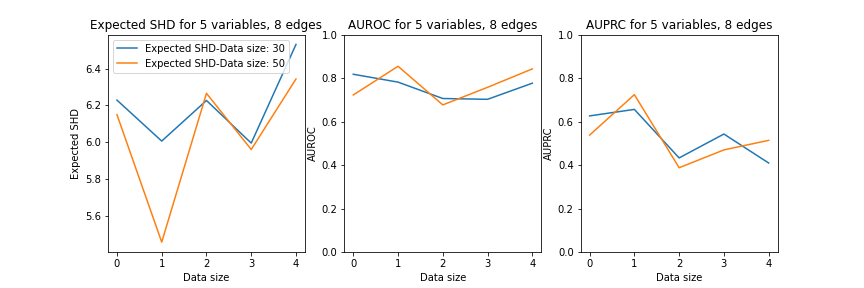 Expected SHD for 5 variables, 8 edges
Expected SHD-Data size: 30
Expected SHD-Data size: 50
6.4
6.2
6.0
5.8
5.6
Expected SHD
0 1 2 3 4
Data size
AUROC for 5 variables, 8 edges
1.0
0.8
0.6
0.4
0.2
0.0
AUROC
0 1 2 3 4
Data size
AUPRC for 5 variables, 8 edges
1.0
0.8
0.6
0.4
0.2
0.0
AUPRC
0 1 2 3 4
Data size